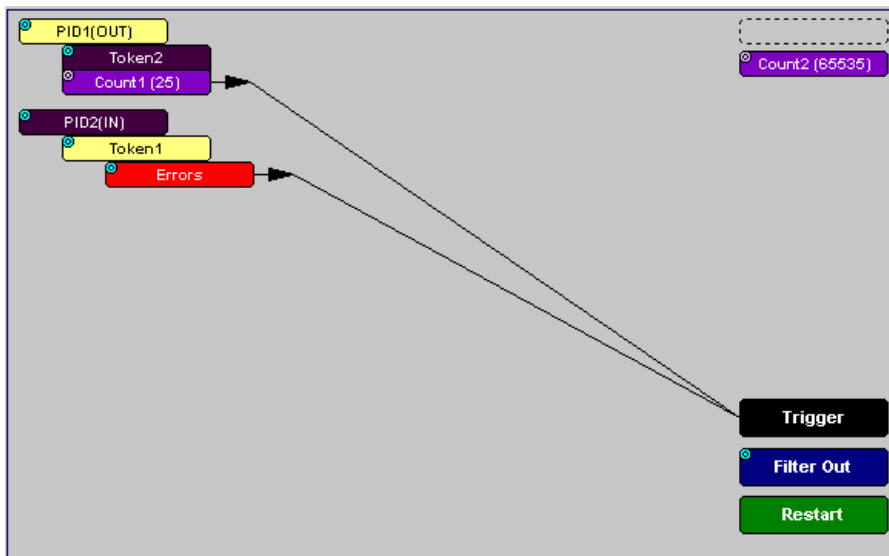 PID1(OUT)
Token2
Count1 (25)
PID2(IN)
Token1
Errors
Count2 (65535)
Trigger
Filter Out
Restart